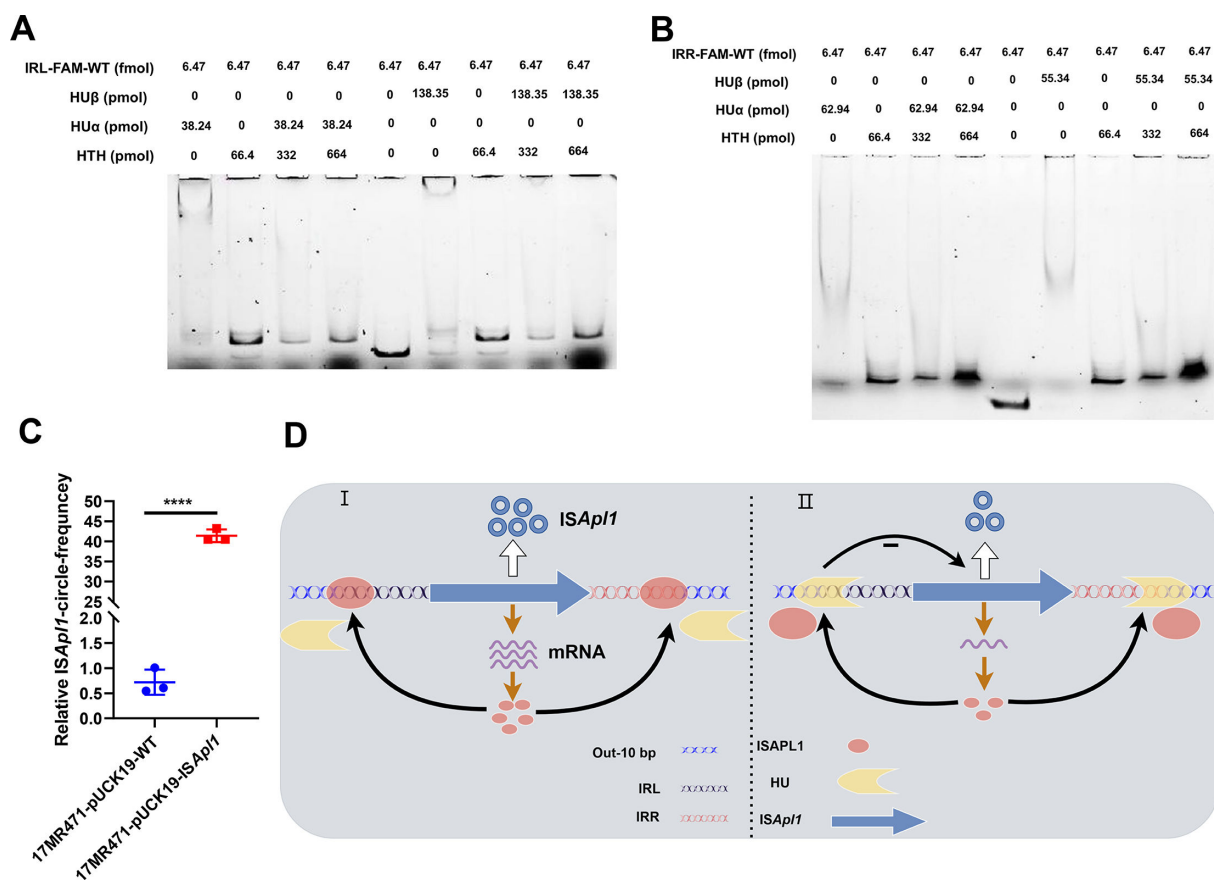 A
IRL-FAM-WT (fmol) 6.47 6.47 6.47 6.47 6.47 6.47 6.47 6.47 6.47
HUβ (pmol) 0 0 0 0 0 138.35 0 138.35 138.35
HUα (pmol) 38.24 0 38.24 38.24 0 0 0 0 0
HTH (pmol) 0 66.4 332 664 0 0 66.4 332 664
B
IRR-FAM-WT (fmol) 6.47 6.47 6.47 6.47 6.47 6.47 6.47 6.47 6.47
HUβ (pmol) 0 0 0 0 0 55.34 0 55.34 55.34
HUα (pmol) 62.94 0 62.94 62.94 0 0 0 0 0
HTH (pmol) 0 66.4 332 664 0 0 66.4 332 664
C
Relative ISApl1-circle-frequncey
50
45
40
35
30
25
2.0
1.5
1.0
0.5
0.0
****
17MR471-pUCK19-WT
17MR471-pUCK19-ISApl1
D
I
ISApl1
mRNA
II
Out-10 bp
IRL
IRR
ISAPL1
HU
ISApl1